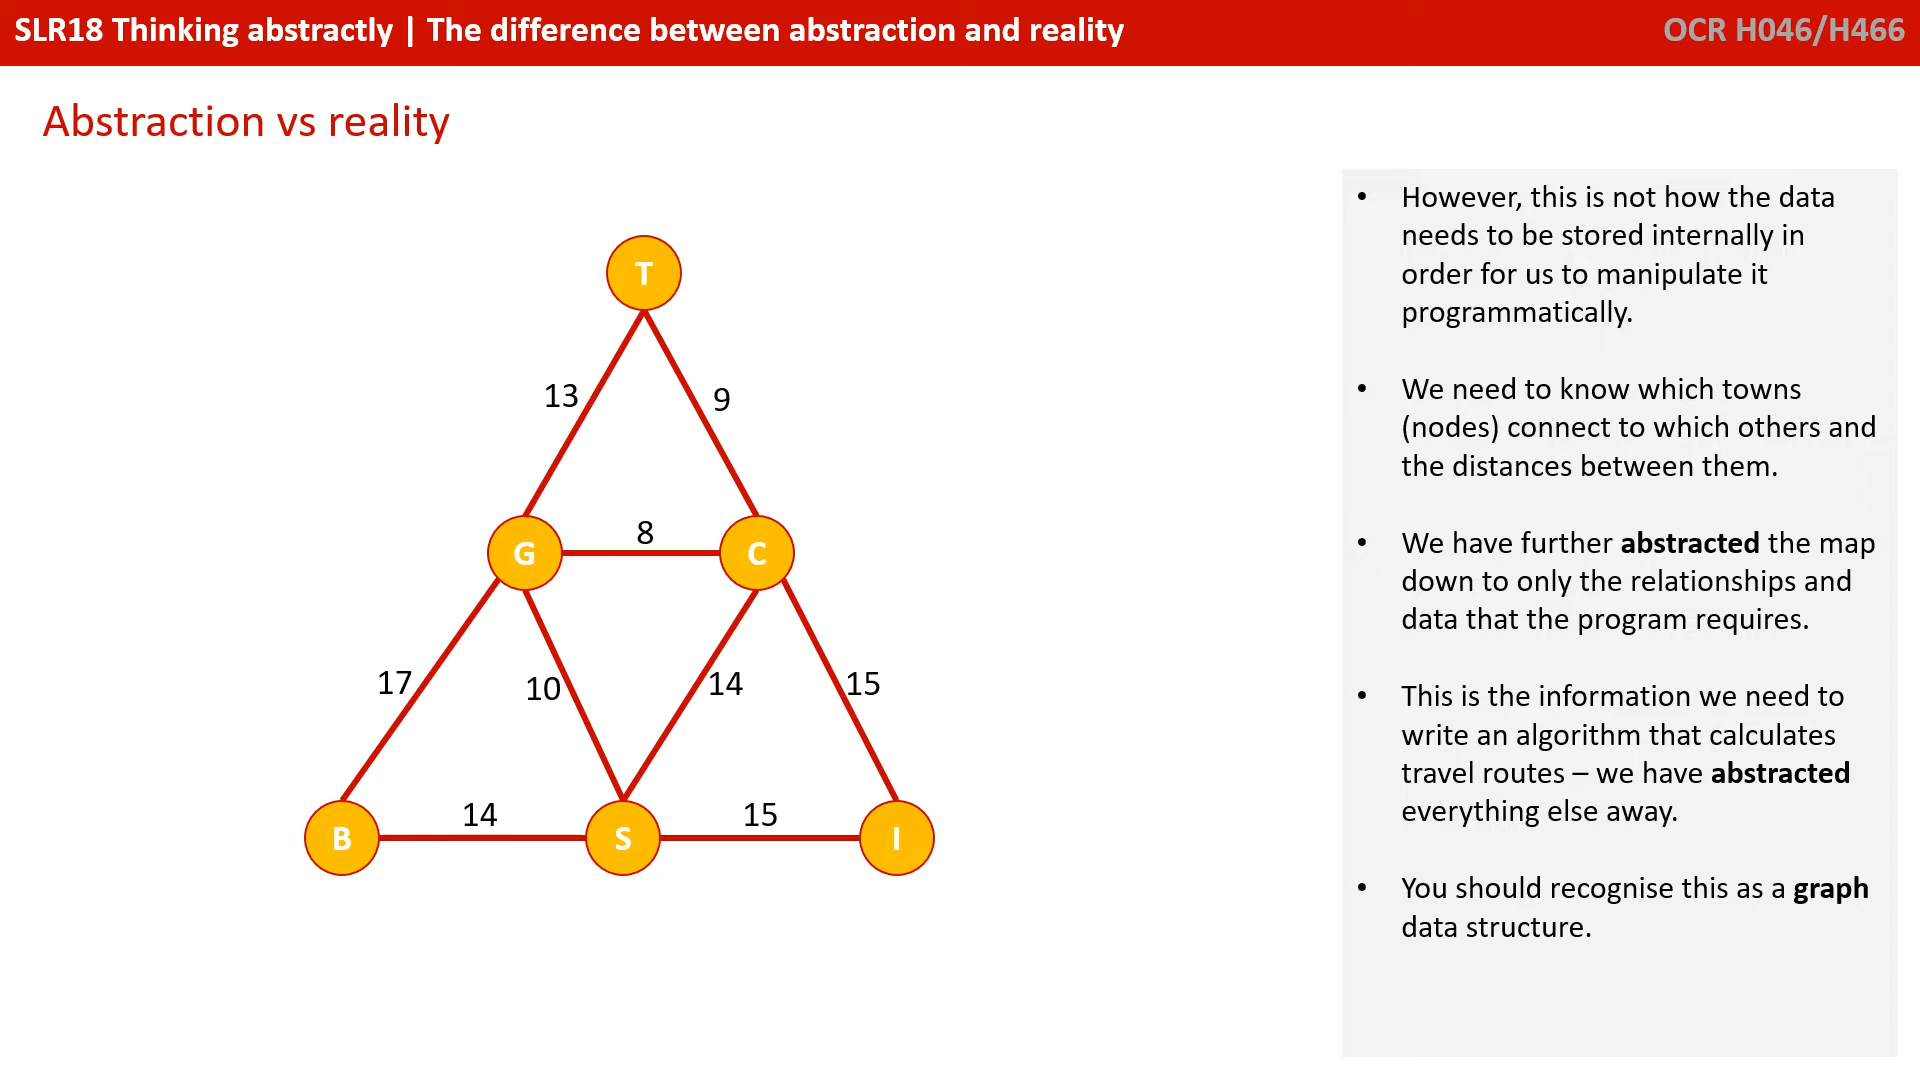 SLR18 Thinking abstractly | The difference between abstraction and reality
OCR H046/H466
Abstraction vs reality
T
13
9
G
8
C
17
10
14
15
B
14
S
15
I
• However, this is not how the data
needs to be stored internally in
order for us to manipulate it
programmatically.
• We need to know which towns
(nodes) connect to which others and
the distances between them.
• We have further abstracted the map
down to only the relationships and
data that the program requires.
• This is the information we need to
write an algorithm that calculates
travel routes – we have abstracted
everything else away.
• You should recognise this as a graph
data structure.